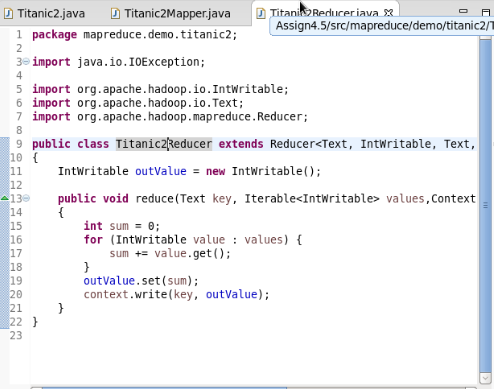 Titanic2.java Titanic2Mapper.java Titanic2Reducer.java
Assign4.5/src/mapreduce/demo/titanic2/T
1 package mapreduce.demo.titanic2;
2
3 import java.io.IOException;
4
5 import org.apache.hadoop.io.IntWritable;
6 import org.apache.hadoop.io.Text;
7 import org.apache.hadoop.mapreduce.Reducer;
8
9 public class Titanic2Reducer extends Reducer<Text, IntWritable, Text,
10 {
11 IntWritable outValue = new IntWritable();
12
13 public void reduce(Text key, Iterable<IntWritable> values,Context
14 {
15 int sum = 0;
16 for (IntWritable value : values) {
17 sum += value.get();
18 }
19 outValue.set(sum);
20 context.write(key, outValue);
21 }
22 }
23